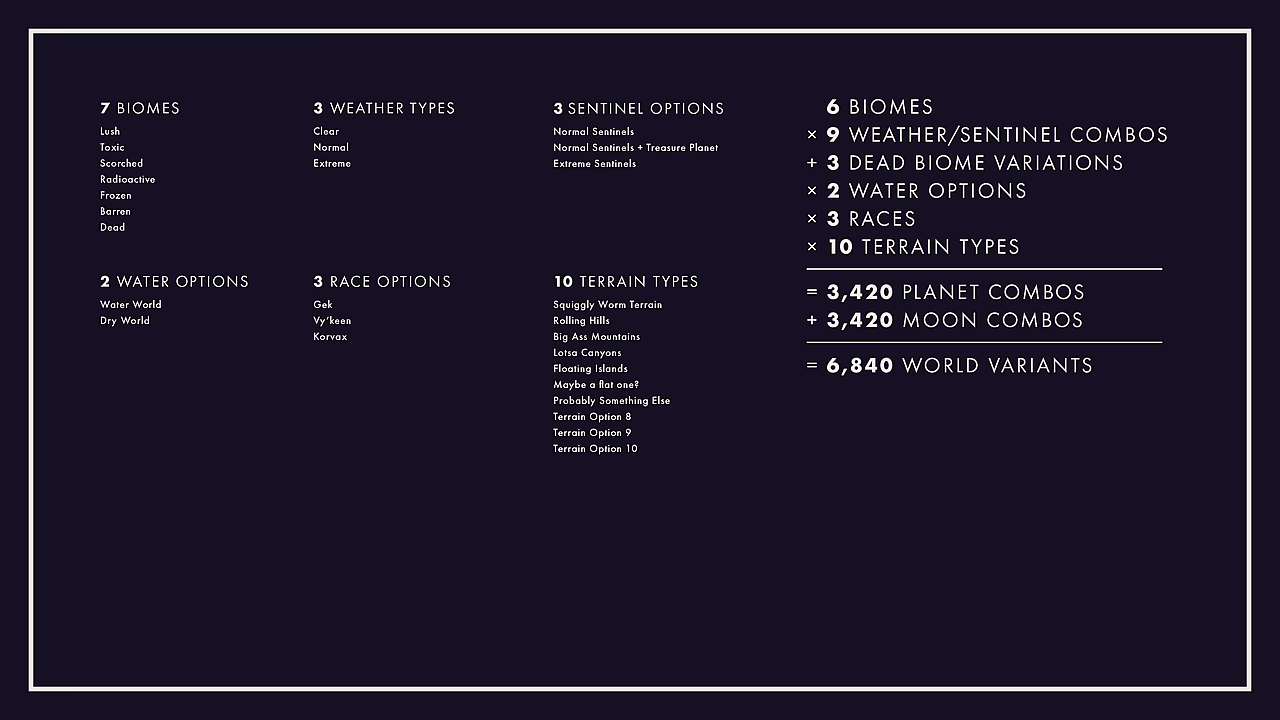 7 BIOMES
Lush
Toxic
Scorched
Radioactive
Frozen
Barren
Dead
3 WEATHER TYPES
Clear
Normal
Extreme
3 SENTINEL OPTIONS
Normal Sentinels
Normal Sentinels + Treasure Planet
Extreme Sentinels
2 WATER OPTIONS
Water World
Dry World
3 RACE OPTIONS
Gek
Vy'keen
Korvax
10 TERRAIN TYPES
Squiggly Worm Terrain
Rolling Hills
Big Ass Mountains
Lotsa Canyons
Floating Islands
Maybe a flat one?
Probably Something Else
Terrain Option 8
Terrain Option 9
Terrain Option 10
6 BIOMES
× 9 WEATHER/SENTINEL COMBOS
+ 3 DEAD BIOME VARIATIONS
× 2 WATER OPTIONS
× 3 RACES
× 10 TERRAIN TYPES
= 3,420 PLANET COMBOS
+ 3,420 MOON COMBOS
= 6,840 WORLD VARIANTS